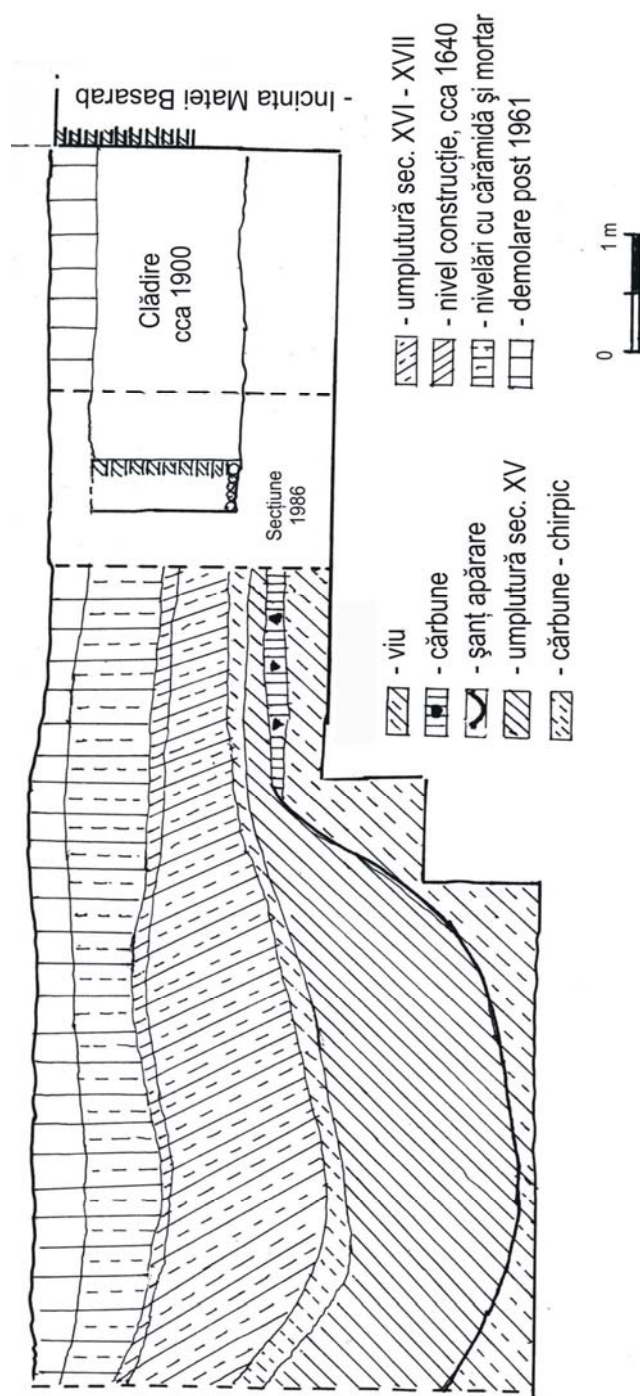 - Incinta Matei Basarab
Clădire
cca 1900
Secțiune
1986
- viu
- cărbune
- șanț apărare
- umplutură sec. XV
- cărbune - chirpic
- umplutură sec. XVI - XVII
- nivel construcție, cca 1640
- nivelări cu cărămidă și mortar
- demolare post 1961
0
1 m